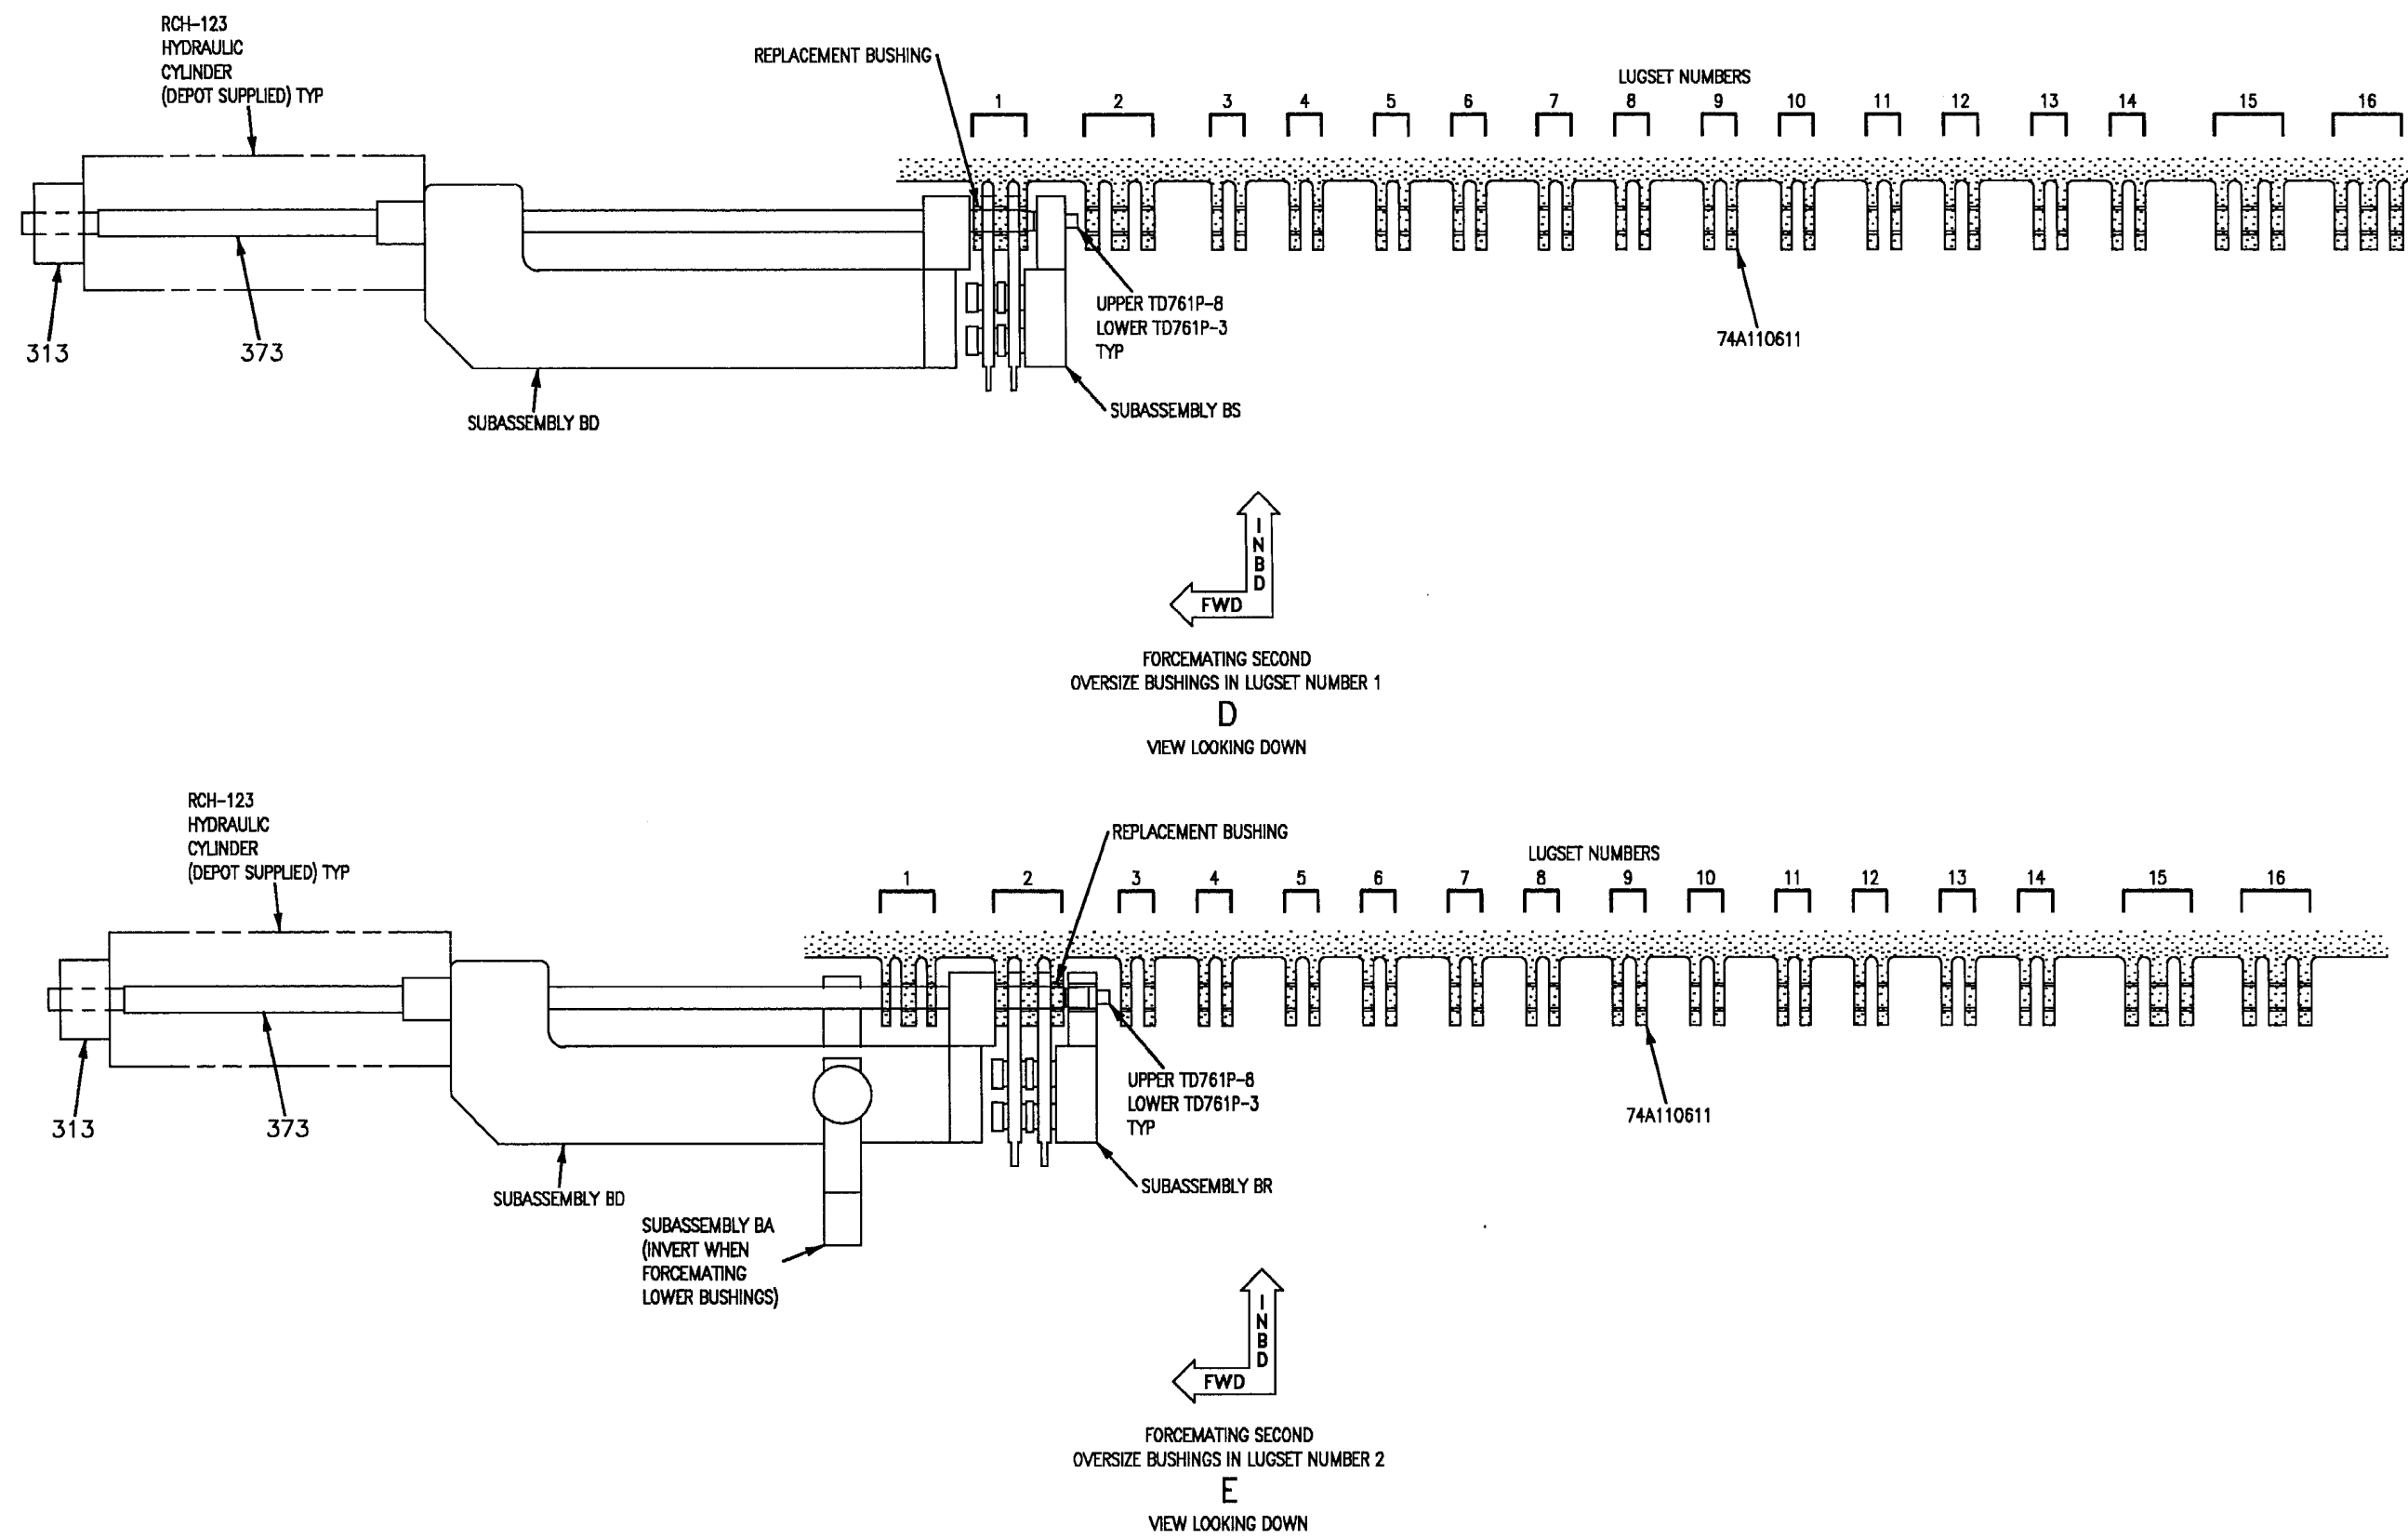 RCH-123
HYDRAULIC
CYLINDER
(DEPOT SUPPLIED) TYP
REPLACEMENT BUSHING
LUGSET NUMBERS
1 2 3 4 5 6 7 8 9 10 11 12 13 14 15 16
313
373
UPPER TD761P-8
LOWER TD761P-3
TYP
74A110611
SUBASSEMBLY BD
SUBASSEMBLY BS
INBD
FWD
FORCEMATING SECOND
OVERSIZE BUSHINGS IN LUGSET NUMBER 1
D
VIEW LOOKING DOWN
RCH-123
HYDRAULIC
CYLINDER
(DEPOT SUPPLIED) TYP
REPLACEMENT BUSHING
LUGSET NUMBERS
1 2 3 4 5 6 7 8 9 10 11 12 13 14 15 16
313
373
UPPER TD761P-8
LOWER TD761P-3
TYP
74A110611
SUBASSEMBLY BD
SUBASSEMBLY BR
SUBASSEMBLY BA
(INVERT WHEN
FORCEMATING
LOWER BUSHINGS)
INBD
FWD
FORCEMATING SECOND
OVERSIZE BUSHINGS IN LUGSET NUMBER 2
E
VIEW LOOKING DOWN